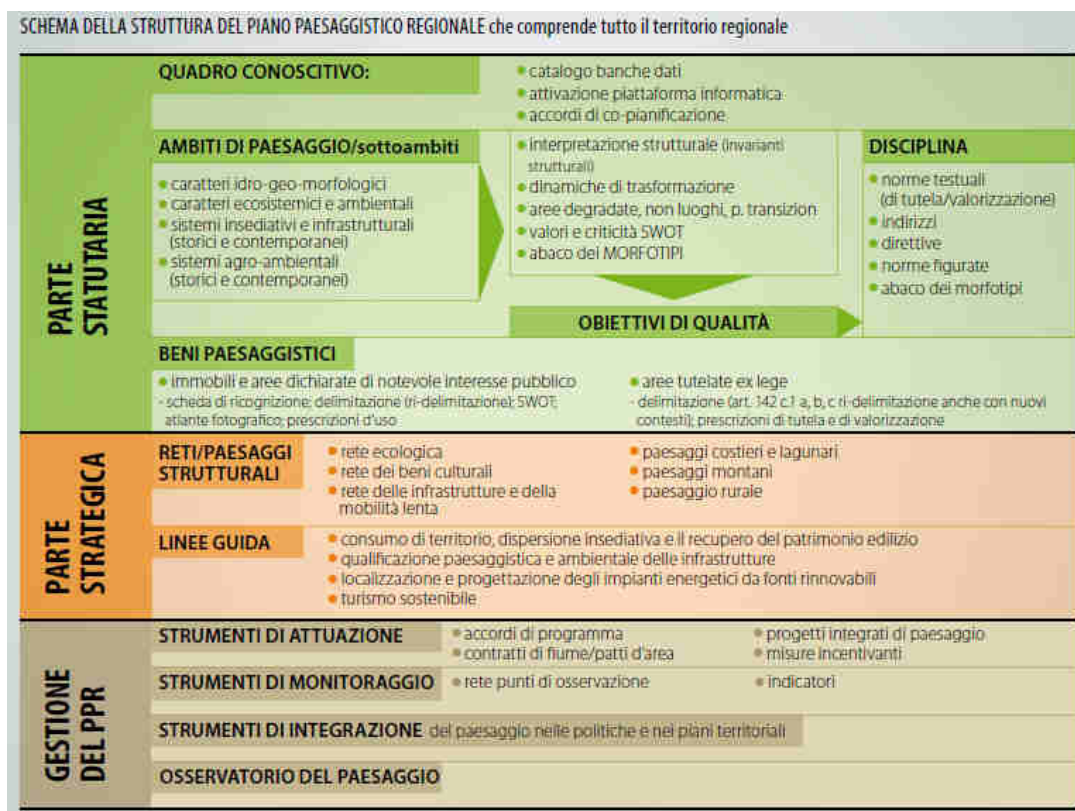 SCHEMA DELLA STRUTTURA DEL PIANO PAESAGGISTICO REGIONALE che comprende tutto il territorio regionale
PARTE
STATUTARIA
QUADRO CONOSCITIVO:
• catalogo banche dati
• attivazione piattaforma informatica
• accordi di co-pianificazione
AMBITI DI PAESAGGIO/sottoambiti
• caratteri idro-geo-morfologici
• caratteri ecosistemici e ambientali
• sistemi insediativi e infrastrutturali
(storici e contemporanei)
• sistemi agro-ambientali
(storici e contemporanei)
• interpretazione strutturale (invarianti
strutturali)
• dinamiche di trasformazione
• aree degradate, non luoghi, p. transizion
• valori e criticità SWOT
• abaco dei MORFOTIPI
OBIETTIVI DI QUALITÀ
DISCIPLINA
• norme testuali
(di tutela/valorizzazione)
• indirizzi
• direttive
• norme figurate
• abaco dei morfotipi
BENI PAESAGGISTICI
• immobili e aree dichiarate di notevole interesse pubblico
- scheda di ricognizione; delimitazione (ri-delimitazione); SWOT;
atlante fotografico; prescrizioni d'uso
• aree tutelate ex lege
- delimitazione (art. 142 c.1 a, b, c ri-delimitazione anche con nuovi
contesti); prescrizioni di tutela e di valorizzazione
PARTE
STRATEGICA
RETI/PAESAGGI
STRUTTURALI
• rete ecologica
• rete dei beni culturali
• rete delle infrastrutture e della
mobilità lenta
• paesaggi costieri e lagunari
• paesaggi montani
• paesaggio rurale
LINEE GUIDA
• consumo di territorio, dispersione insediativa e il recupero del patrimonio edilizio
• qualificazione paesaggistica e ambientale delle infrastrutture
• localizzazione e progettazione degli impianti energetici da fonti rinnovabili
• turismo sostenibile
GESTIONE
DEL PPR
STRUMENTI DI ATTUAZIONE
• accordi di programma
• contratti di fiume/patti d'area
• progetti integrati di paesaggio
• misure incentivanti
STRUMENTI DI MONITORAGGIO
• rete punti di osservazione
• indicatori
STRUMENTI DI INTEGRAZIONE del paesaggio nelle politiche e nei piani territoriali
OSSERVATORIO DEL PAESAGGIO